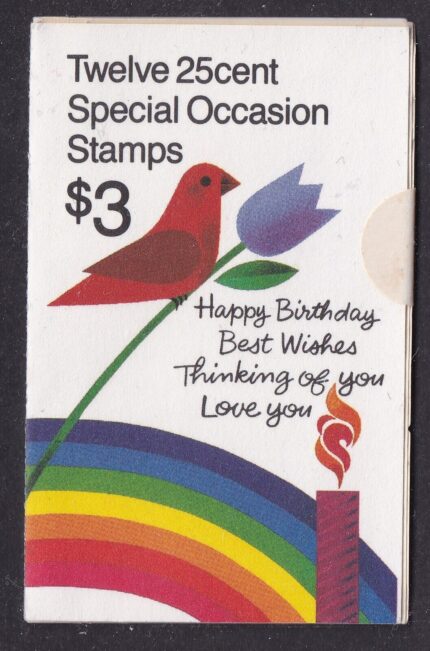 Twelve 25cent
Special Occasion
Stamps
$3
Happy Birthday
Best Wishes
Thinking of you
Love you